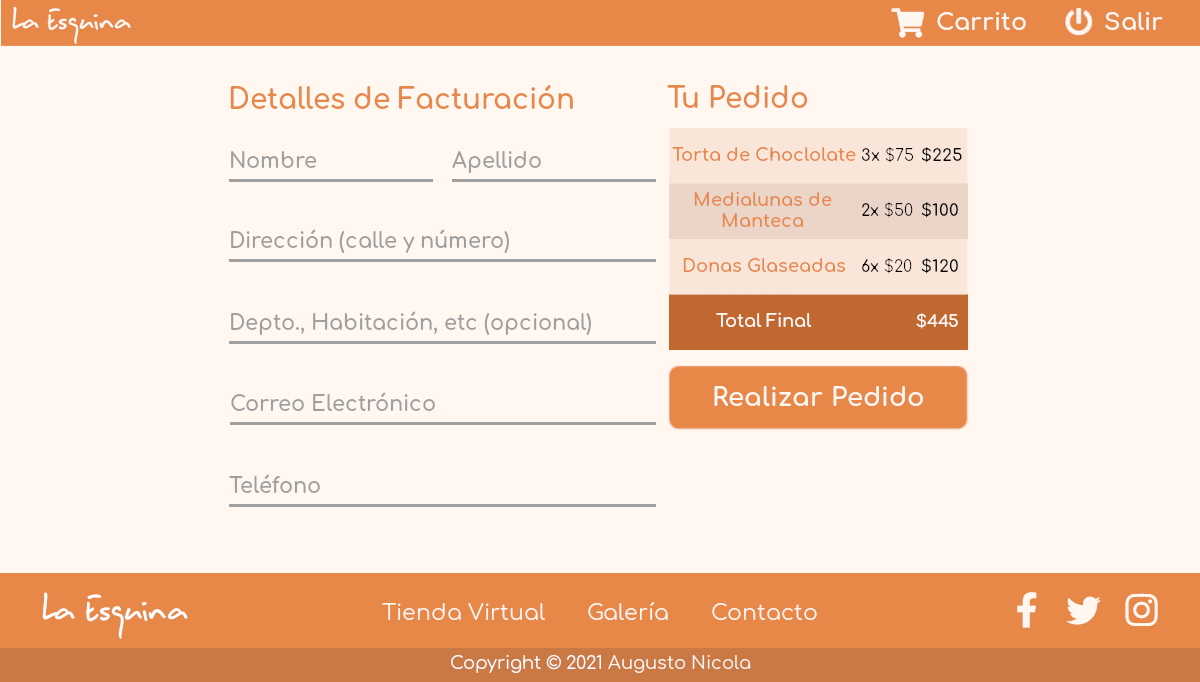 La Esquina
Carrito
Salir
Detalles de Facturación
Nombre
Apellido
Dirección (calle y número)
Depto., Habitación, etc (opcional)
Correo Electrónico
Teléfono
Tu Pedido
Torta de Choclolate 3x $75 $225
Medialunas de
Manteca 2x $50 $100
Donas Glaseadas 6x $20 $120
Total Final $445
Realizar Pedido
La Esquina
Tienda Virtual
Galería
Contacto
Copyright © 2021 Augusto Nicola